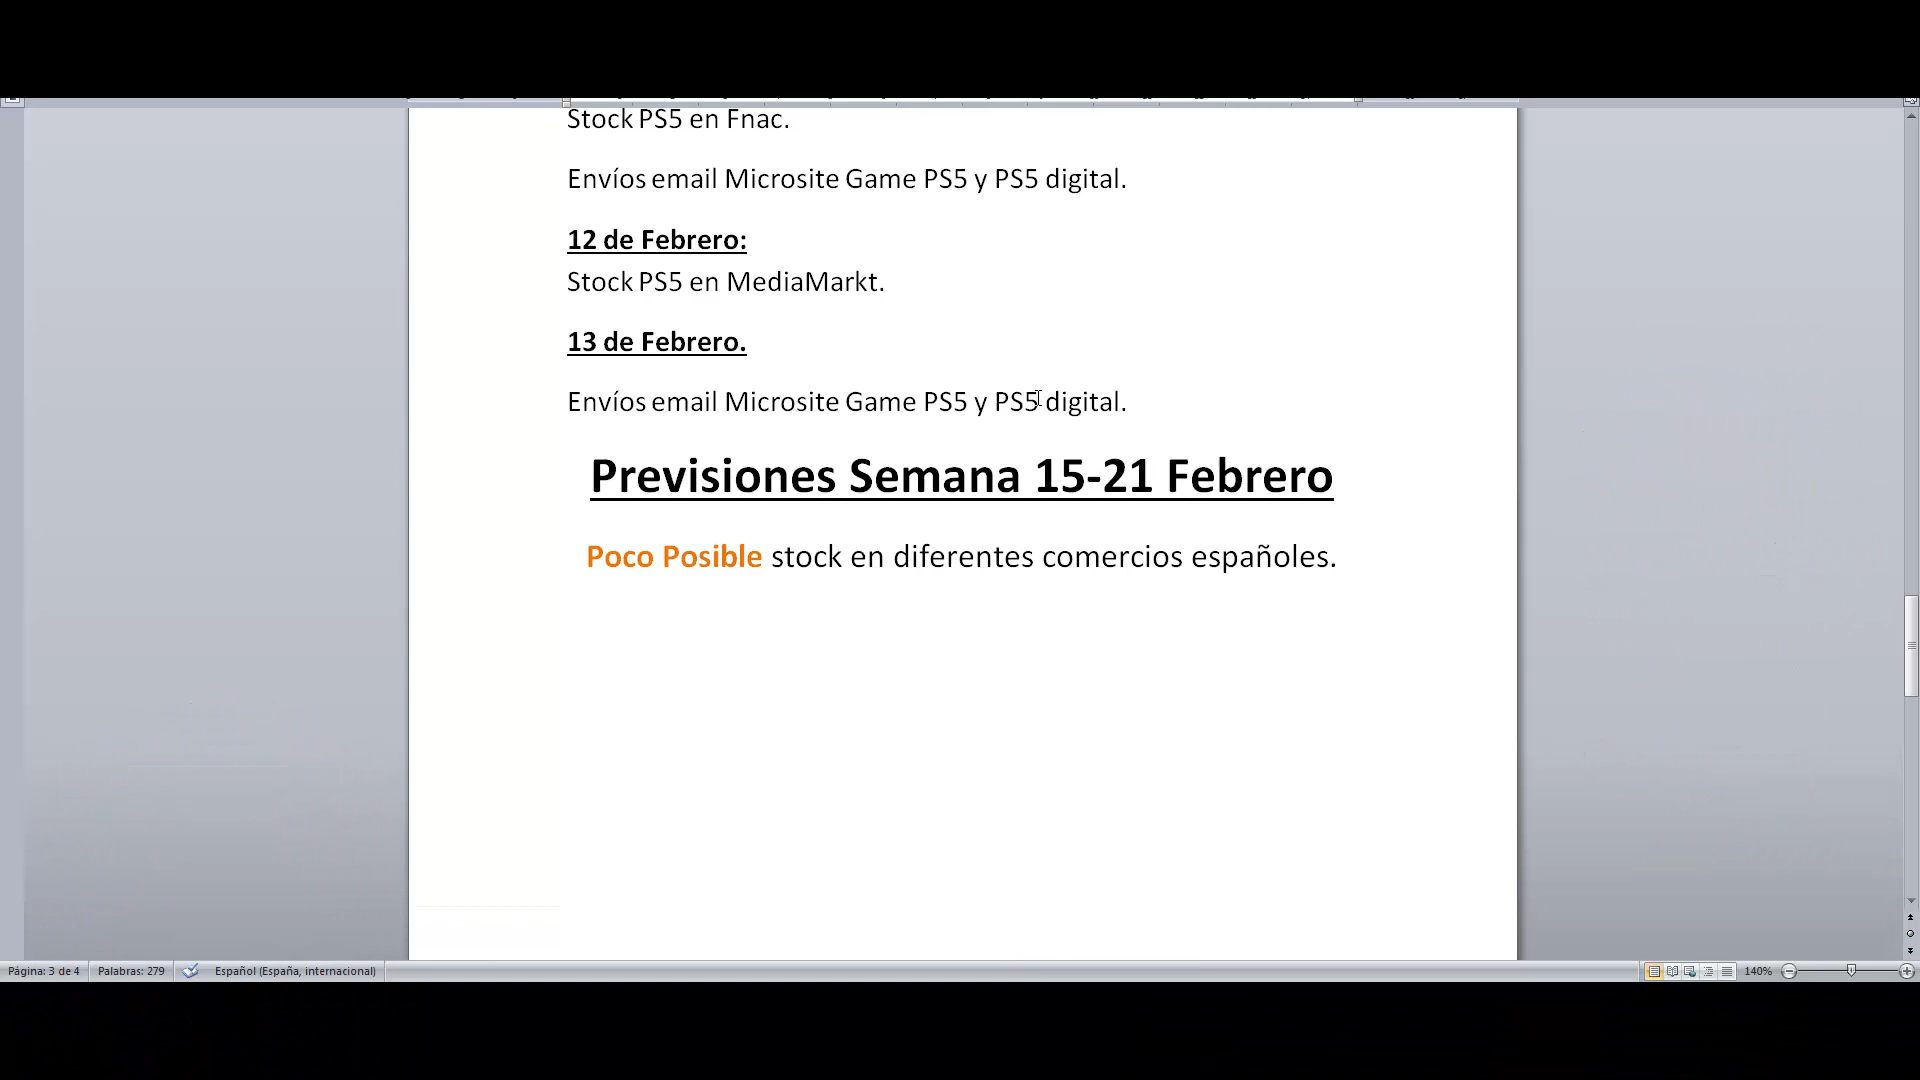 Stock PS5 en Fnac.
Envíos email Microsite Game PS5 y PS5 digital.
12 de Febrero:
Stock PS5 en MediaMarkt.
13 de Febrero.
Envíos email Microsite Game PS5 y PS5 digital.
Previsiones Semana 15-21 Febrero
Poco Posible stock en diferentes comercios españoles.
Página: 3 de 4 Palabras: 279 Español (España, internacional) 140%